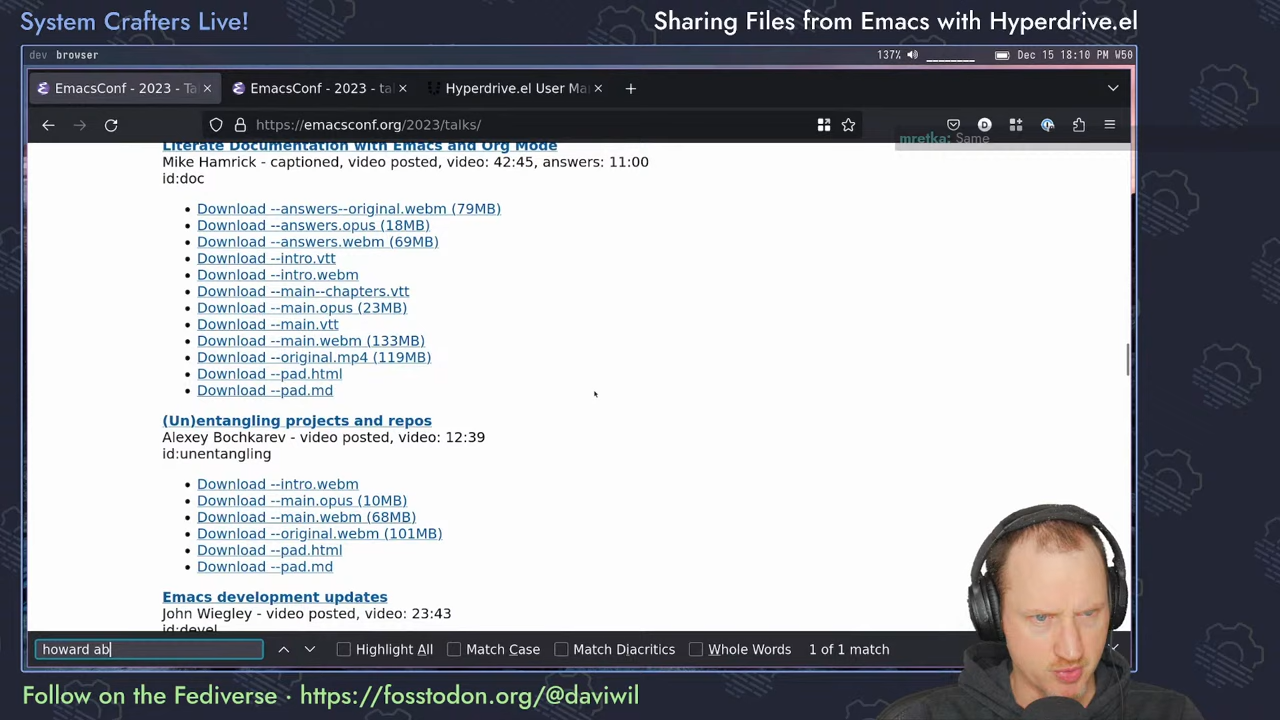 System Crafters Live!
Sharing Files from Emacs with Hyperdrive.el
dev browser
137% Dec 15 18:10 PM W50
EmacsConf - 2023 - Ta
EmacsConf - 2023 - tal
Hyperdrive.el User Ma
https://emacsconf.org/2023/talks/
mretka: Same
Literate Documentation with Emacs and Org Mode
Mike Hamrick - captioned, video posted, video: 42:45, answers: 11:00
id:doc
• Download --answers--original.webm (79MB)
• Download --answers.opus (18MB)
• Download --answers.webm (69MB)
• Download --intro.vtt
• Download --intro.webm
• Download --main--chapters.vtt
• Download --main.opus (23MB)
• Download --main.vtt
• Download --main.webm (133MB)
• Download --original.mp4 (119MB)
• Download --pad.html
• Download --pad.md
(Un)entangling projects and repos
Alexey Bochkarev - video posted, video: 12:39
id:unentangling
• Download --intro.webm
• Download --main.opus (10MB)
• Download --main.webm (68MB)
• Download --original.webm (101MB)
• Download --pad.html
• Download --pad.md
Emacs development updates
John Wiegley - video posted, video: 23:43
id:devel
howard ab
Highlight All
Match Case
Match Diacritics
Whole Words
1 of 1 match
Follow on the Fediverse · https://fosstodon.org/@daviwil